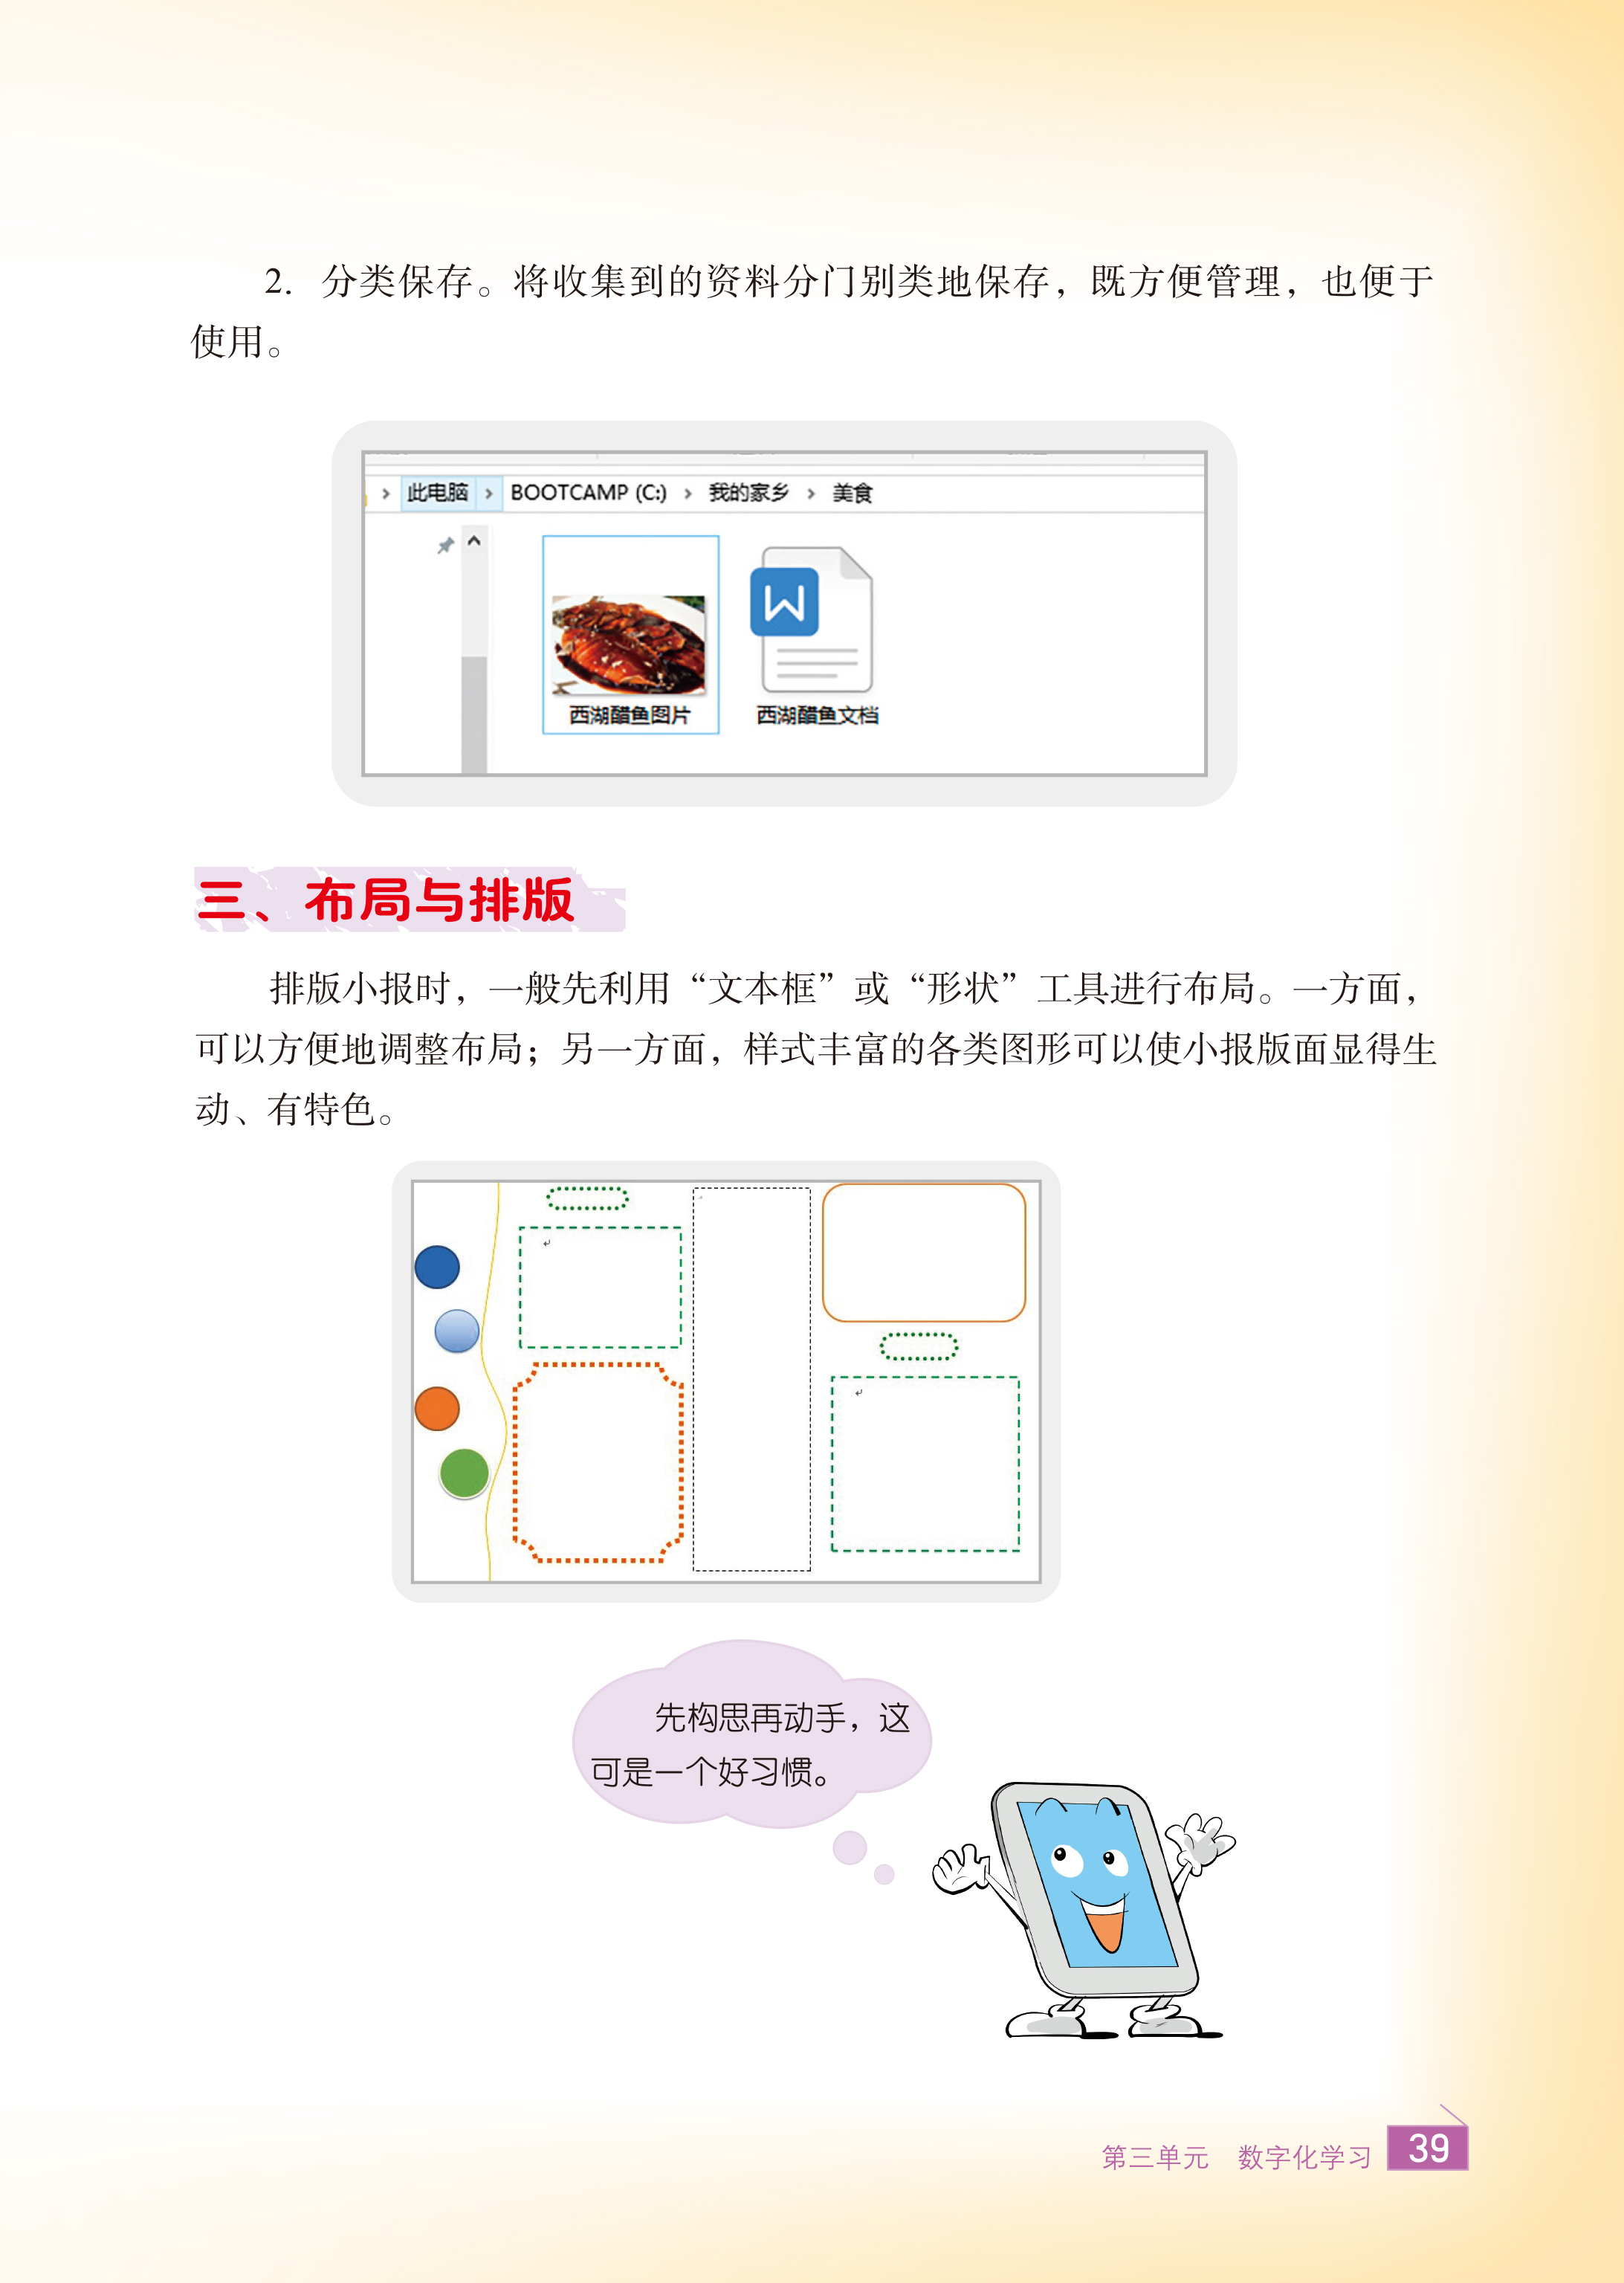 2. 分类保存。将收集到的资料分门别类地保存，既方便管理，也便于
使用。
> 此电脑 > BOOTCAMP (C:) > 我的家乡 > 美食
西湖醋鱼图片
西湖醋鱼文档
三、布局与排版
排版小报时，一般先利用“文本框”或“形状”工具进行布局。一方面，
可以方便地调整布局；另一方面，样式丰富的各类图形可以使小报版面显得生
动、有特色。
先构思再动手，这
可是一个好习惯。
第三单元 数字化学习 39